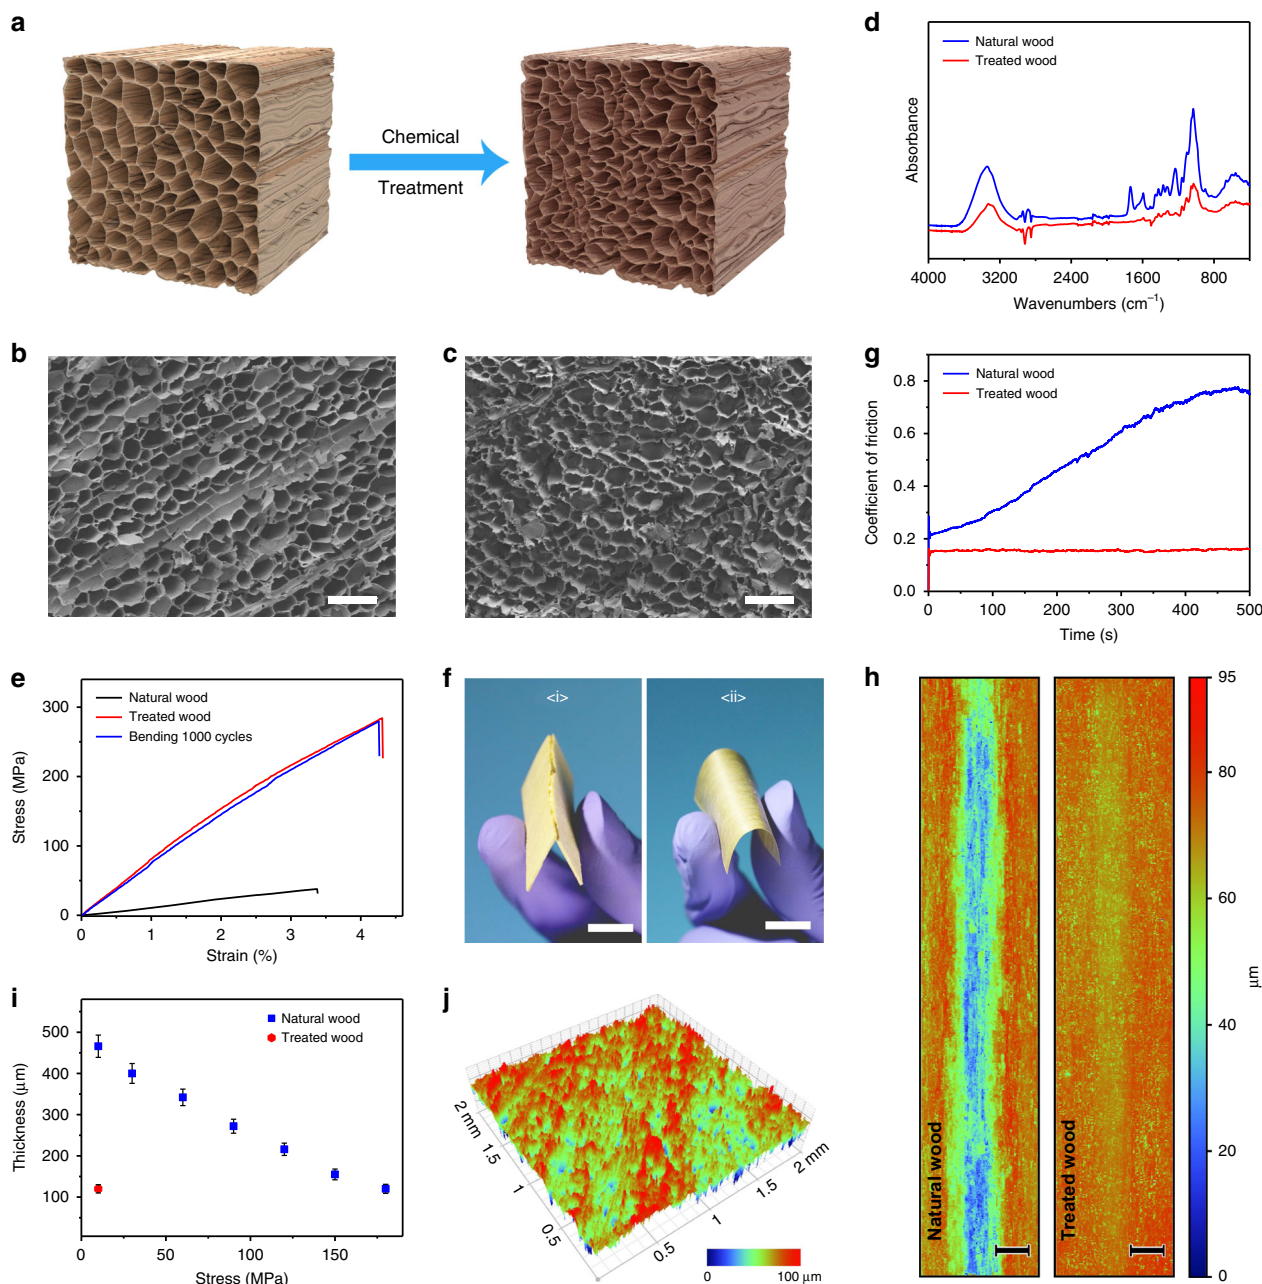 a
Chemical
Treatment
d
Natural wood
Treated wood
Absorbance
4000 3200 2400 1600 800
Wavenumbers (cm⁻¹)
b
c
g
Natural wood
Treated wood
Coefficient of friction
0.8
0.6
0.4
0.2
0.0
0 100 200 300 400 500
Time (s)
e
Natural wood
Treated wood
Bending 1000 cycles
Stress (MPa)
300
200
100
0
0 1 2 3 4
Strain (%)
f
<i>
<ii>
h
Natural wood
Treated wood
95
80
60
40
20
0
μm
i
Natural wood
Treated wood
Thickness (μm)
500
400
300
200
100
0 50 100 150
Stress (MPa)
j
2 mm
1.5
1
0.5
0.5
1
1.5
2 mm
0 100 μm